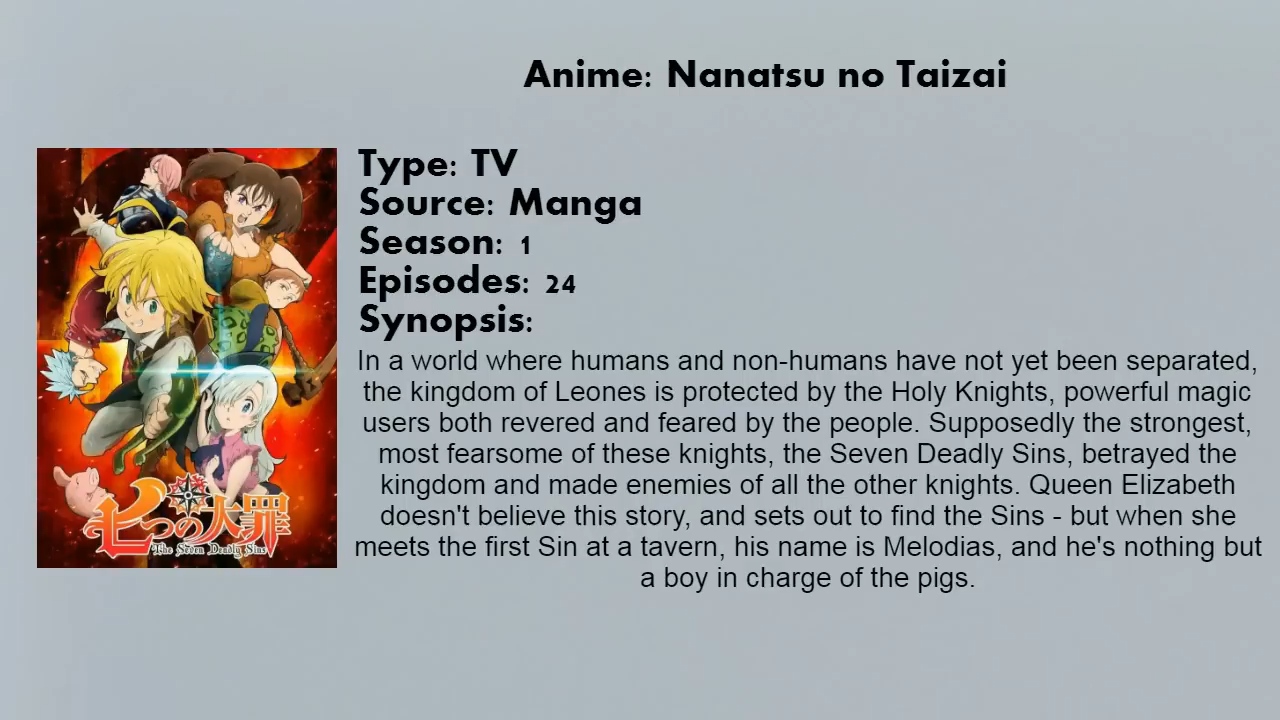 Anime: Nanatsu no Taizai
Type: TV
Source: Manga
Season: 1
Episodes: 24
Synopsis:
In a world where humans and non-humans have not yet been separated,
the kingdom of Leones is protected by the Holy Knights, powerful magic
users both revered and feared by the people. Supposedly the strongest,
most fearsome of these knights, the Seven Deadly Sins, betrayed the
kingdom and made enemies of all the other knights. Queen Elizabeth
doesn't believe this story, and sets out to find the Sins - but when she
meets the first Sin at a tavern, his name is Melodias, and he's nothing but
a boy in charge of the pigs.
七つの大罪
The Seven Deadly Sins